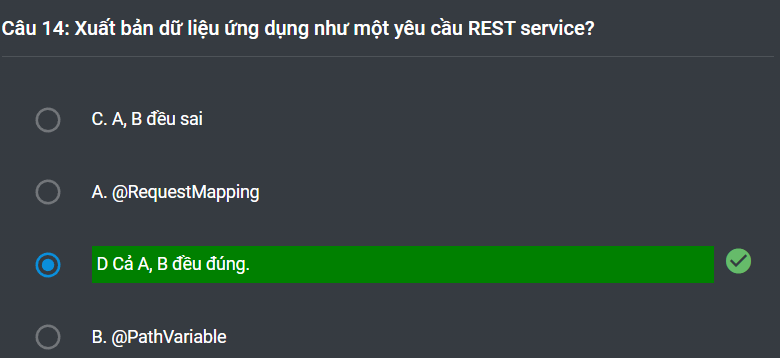 Câu 14: Xuất bản dữ liệu ứng dụng như một yêu cầu REST service?
C. A, B đều sai
A. @RequestMapping
D Cả A, B đều đúng.
B. @PathVariable